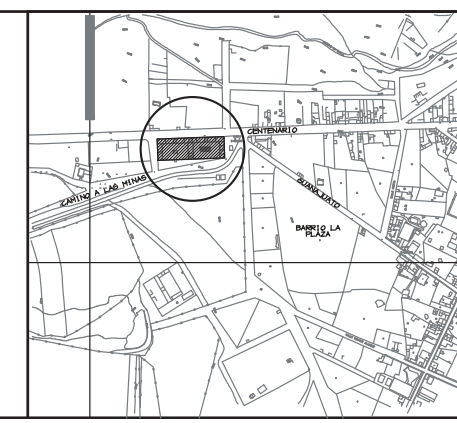 CENTENARIO
CAMINO A LAS MINAS
GUANAJUATO
BARRIO LA
PLAZA